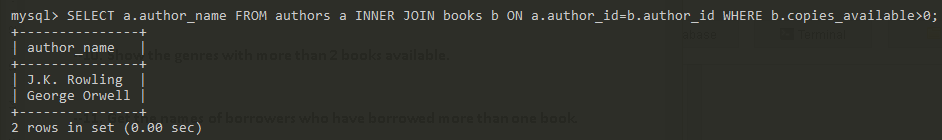 mysql> SELECT a.author_name FROM authors a INNER JOIN books b ON a.author_id=b.author_id WHERE b.copies_available>0;
+---------------+
| author_name   |
+---------------+
| J.K. Rowling  |
| George Orwell |
+---------------+
2 rows in set (0.00 sec)
Terminal
the genres with more than 2 books available
names of borrowers who have borrowed more than one book